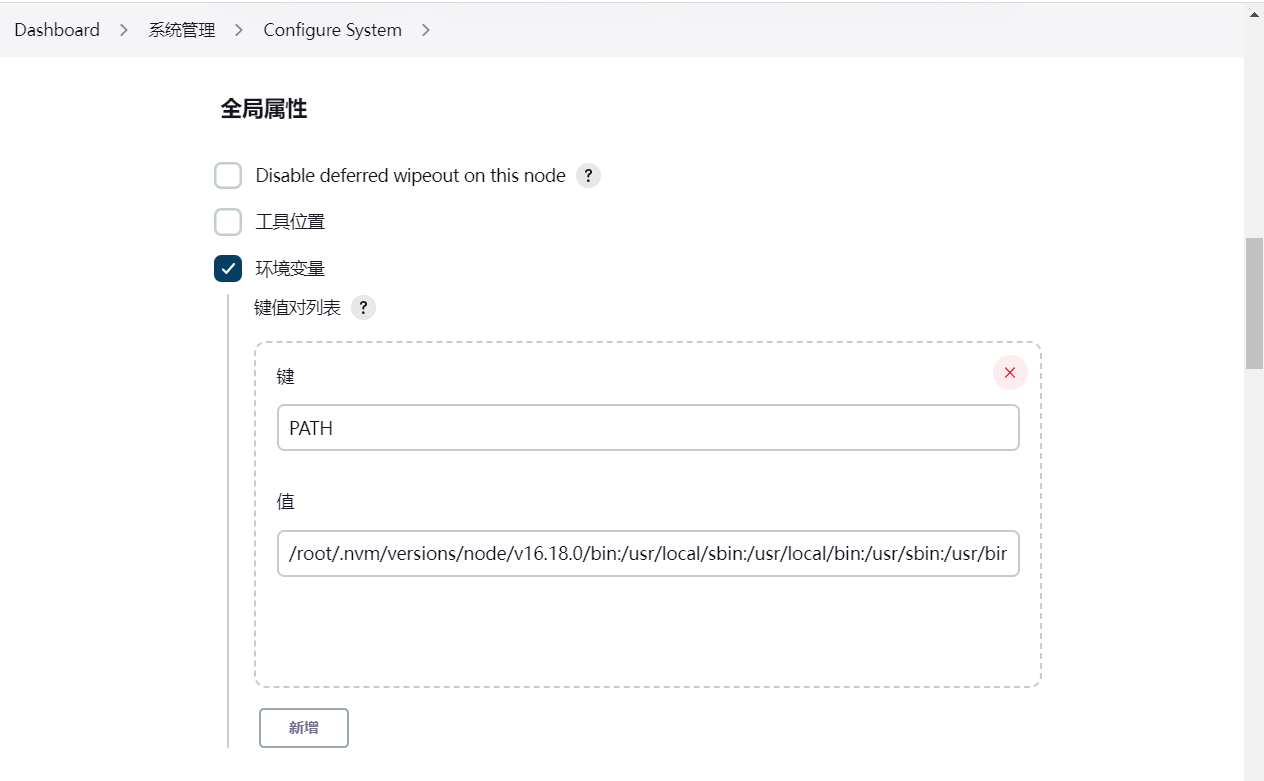 Dashboard > 系统管理 > Configure System >
全局属性
Disable deferred wipeout on this node ?
工具位置
环境变量
键值对列表 ?
键
PATH
值
/root/.nvm/versions/node/v16.18.0/bin:/usr/local/sbin:/usr/local/bin:/usr/sbin:/usr/bin
新增